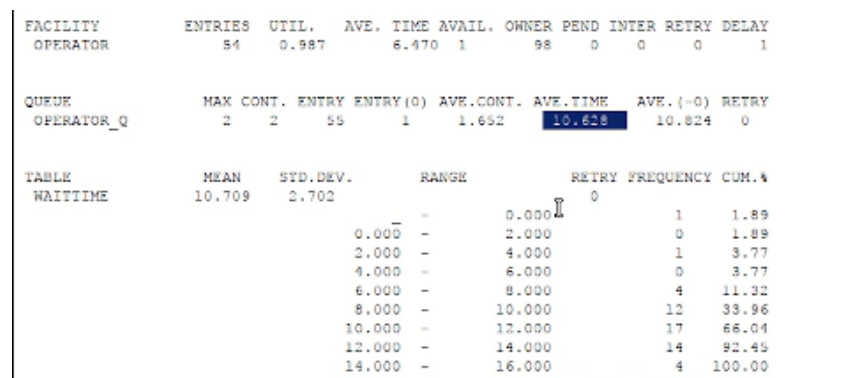 FACILITY ENTRIES UTIL. AVE. TIME AVAIL. OWNER PEND INTER RETRY DELAY
OPERATOR 54 0.987 6.470 1 98 0 0 0 1
QUEUE MAX CONT. ENTRY ENTRY(0) AVE.CONT. AVE.TIME AVE.(-0) RETRY
OPERATOR_Q 2 2 55 1 1.652 10.628 10.824 0
TABLE MEAN STD.DEV. RANGE RETRY FREQUENCY CUM.%
WAITTIME 10.709 2.702 0
_ - 0.000 1 1.89
0.000 - 2.000 0 1.89
2.000 - 4.000 1 3.77
4.000 - 6.000 0 3.77
6.000 - 8.000 4 11.32
8.000 - 10.000 12 33.96
10.000 - 12.000 17 66.04
12.000 - 14.000 14 92.45
14.000 - 16.000 4 100.00